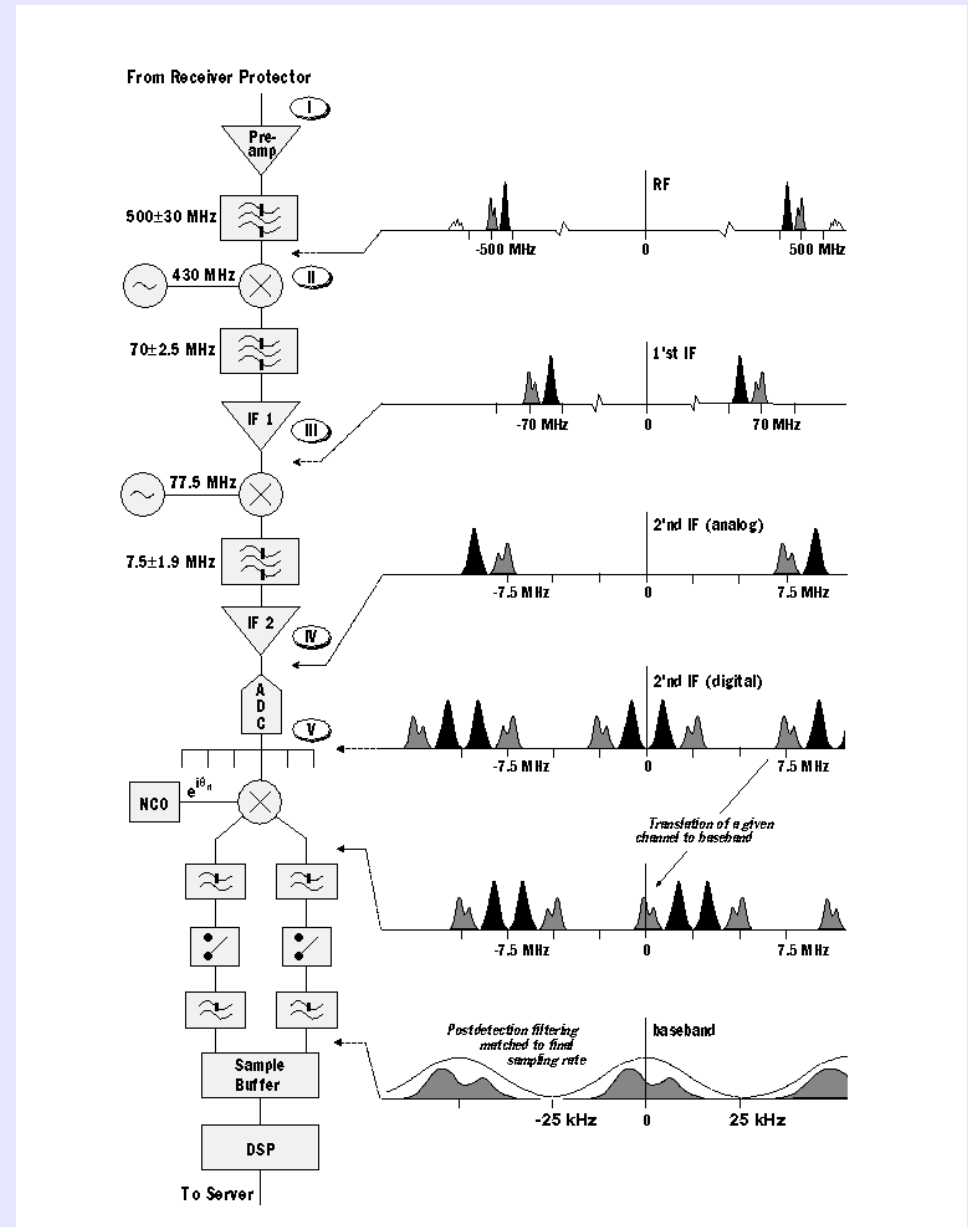 From Receiver Protector
I
Pre-
amp
RF
500±30 MHz
-500 MHz
0
500 MHz
430 MHz
II
70±2.5 MHz
1'st IF
IF 1
III
-70 MHz
0
70 MHz
77.5 MHz
2'nd IF (analog)
7.5±1.9 MHz
-7.5 MHz
0
7.5 MHz
IF 2
IV
A
D
C
2'nd IF (digital)
V
-7.5 MHz
0
7.5 MHz
NCO
e^iθn
Translation of a given
channel to baseband
-7.5 MHz
0
7.5 MHz
Postdetection filtering
matched to final
sampling rate
baseband
Sample
Buffer
-25 kHz
0
25 kHz
DSP
To Server